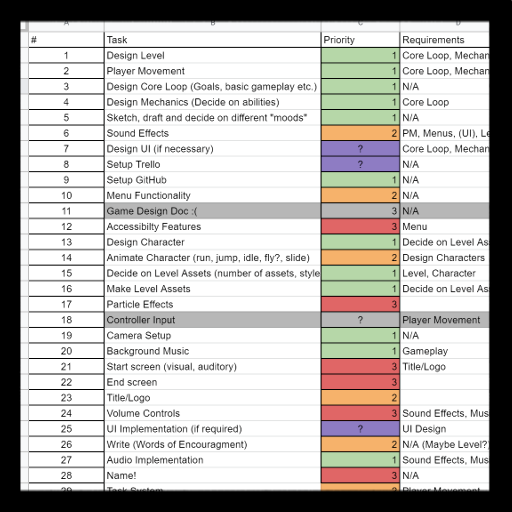 # Task Priority Requirements
1 Design Level 1 Core Loop, Mechan
2 Player Movement 1 Core Loop, Mechan
3 Design Core Loop (Goals, basic gameplay etc.) 1 N/A
4 Design Mechanics (Decide on abilities) 1 Core Loop
5 Sketch, draft and decide on different "moods" 1 N/A
6 Sound Effects 2 PM, Menus, (UI), Le
7 Design UI (if necessary) ? Core Loop, Mechan
8 Setup Trello ? N/A
9 Setup GitHub 1 N/A
10 Menu Functionality 2 N/A
11 Game Design Doc :( 3 N/A
12 Accessibilty Features 3 Menu
13 Design Character 1 Decide on Level As
14 Animate Character (run, jump, idle, fly?, slide) 2 Design Characters
15 Decide on Level Assets (number of assets, style 1 Level, Character
16 Make Level Assets 1 Decide on Level As
17 Particle Effects 3
18 Controller Input ? Player Movement
19 Camera Setup 1 N/A
20 Background Music 1 Gameplay
21 Start screen (visual, auditory) 3 Title/Logo
22 End screen 3
23 Title/Logo 2
24 Volume Controls 3 Sound Effects, Mus
25 UI Implementation (if required) ? UI Design
26 Write (Words of Encouragment) 2 N/A (Maybe Level?)
27 Audio Implementation 1 Sound Effects, Mus
28 Name! 3 N/A
29 Task System 2 Player Movement